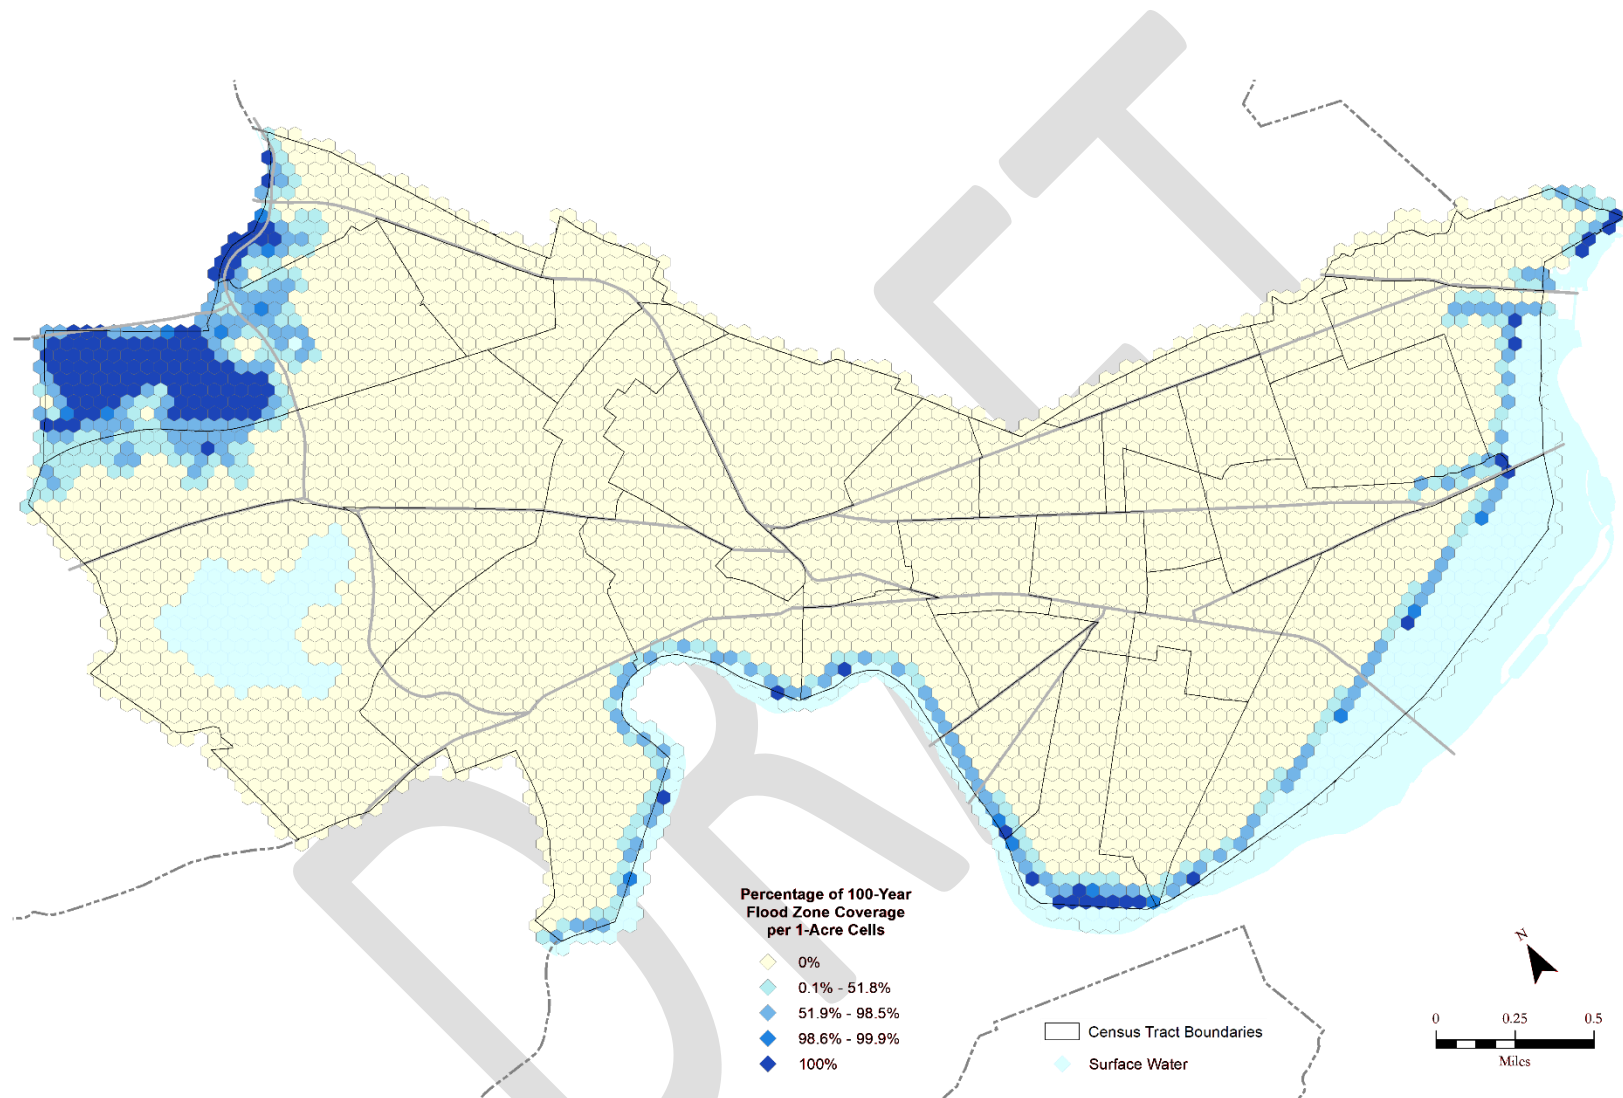 DRAFT
Percentage of 100-Year
Flood Zone Coverage
per 1-Acre Cells
0%
0.1% - 51.8%
51.9% - 98.5%
98.6% - 99.9%
100%
Census Tract Boundaries
Surface Water
N
0 0.25 0.5
Miles